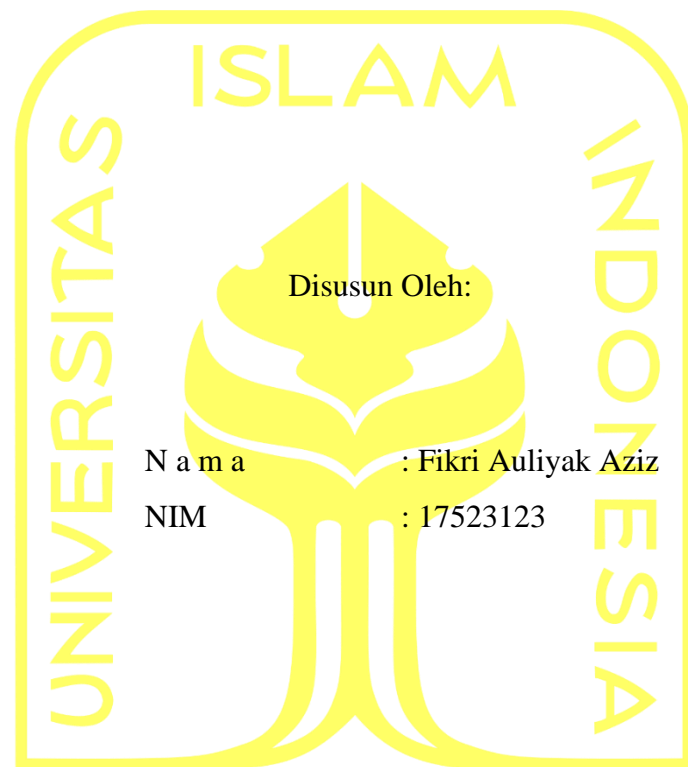 ISLAM
UNIVERSITAS
INDONESIA
Disusun Oleh:
N a m a : Fikri Auliyak Aziz
NIM : 17523123